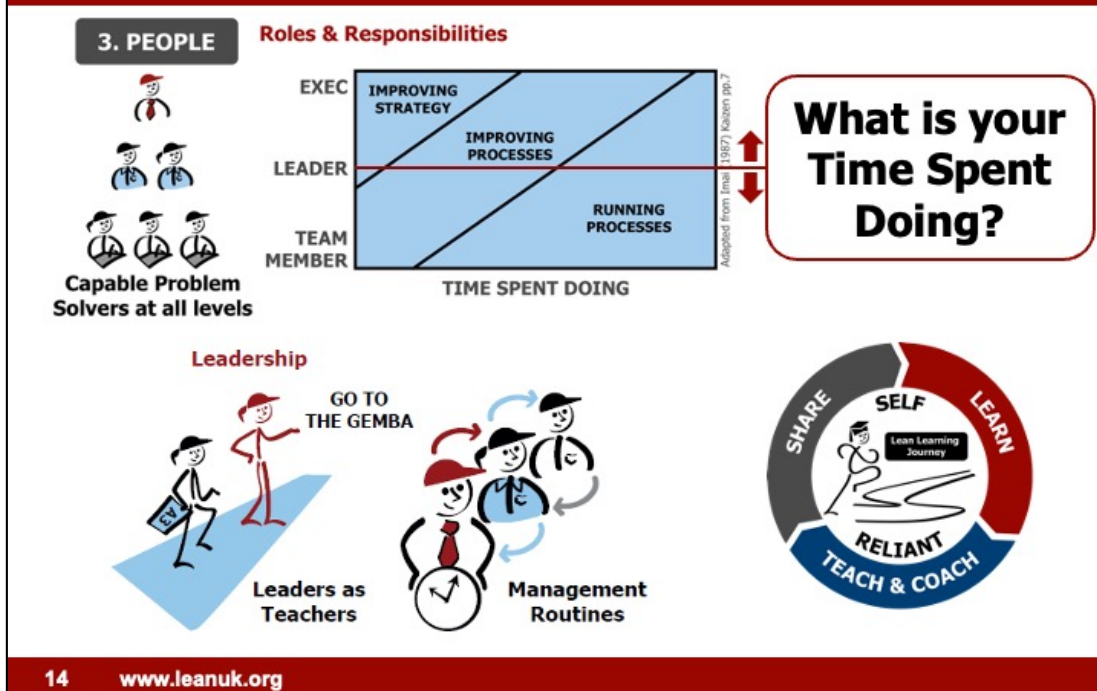 3. PEOPLE
Roles & Responsibilities
EXEC
LEADER
TEAM
MEMBER
IMPROVING
STRATEGY
IMPROVING
PROCESSES
RUNNING
PROCESSES
TIME SPENT DOING
Adapted from Imai (1987) Kaizen pp.7
What is your
Time Spent
Doing?
Capable Problem
Solvers at all levels
Leadership
GO TO
THE GEMBA
A3
Leaders as
Teachers
Management
Routines
SHARE
LEARN
TEACH & COACH
SELF
Lean Learning
Journey
RELIANT
14 www.leanuk.org